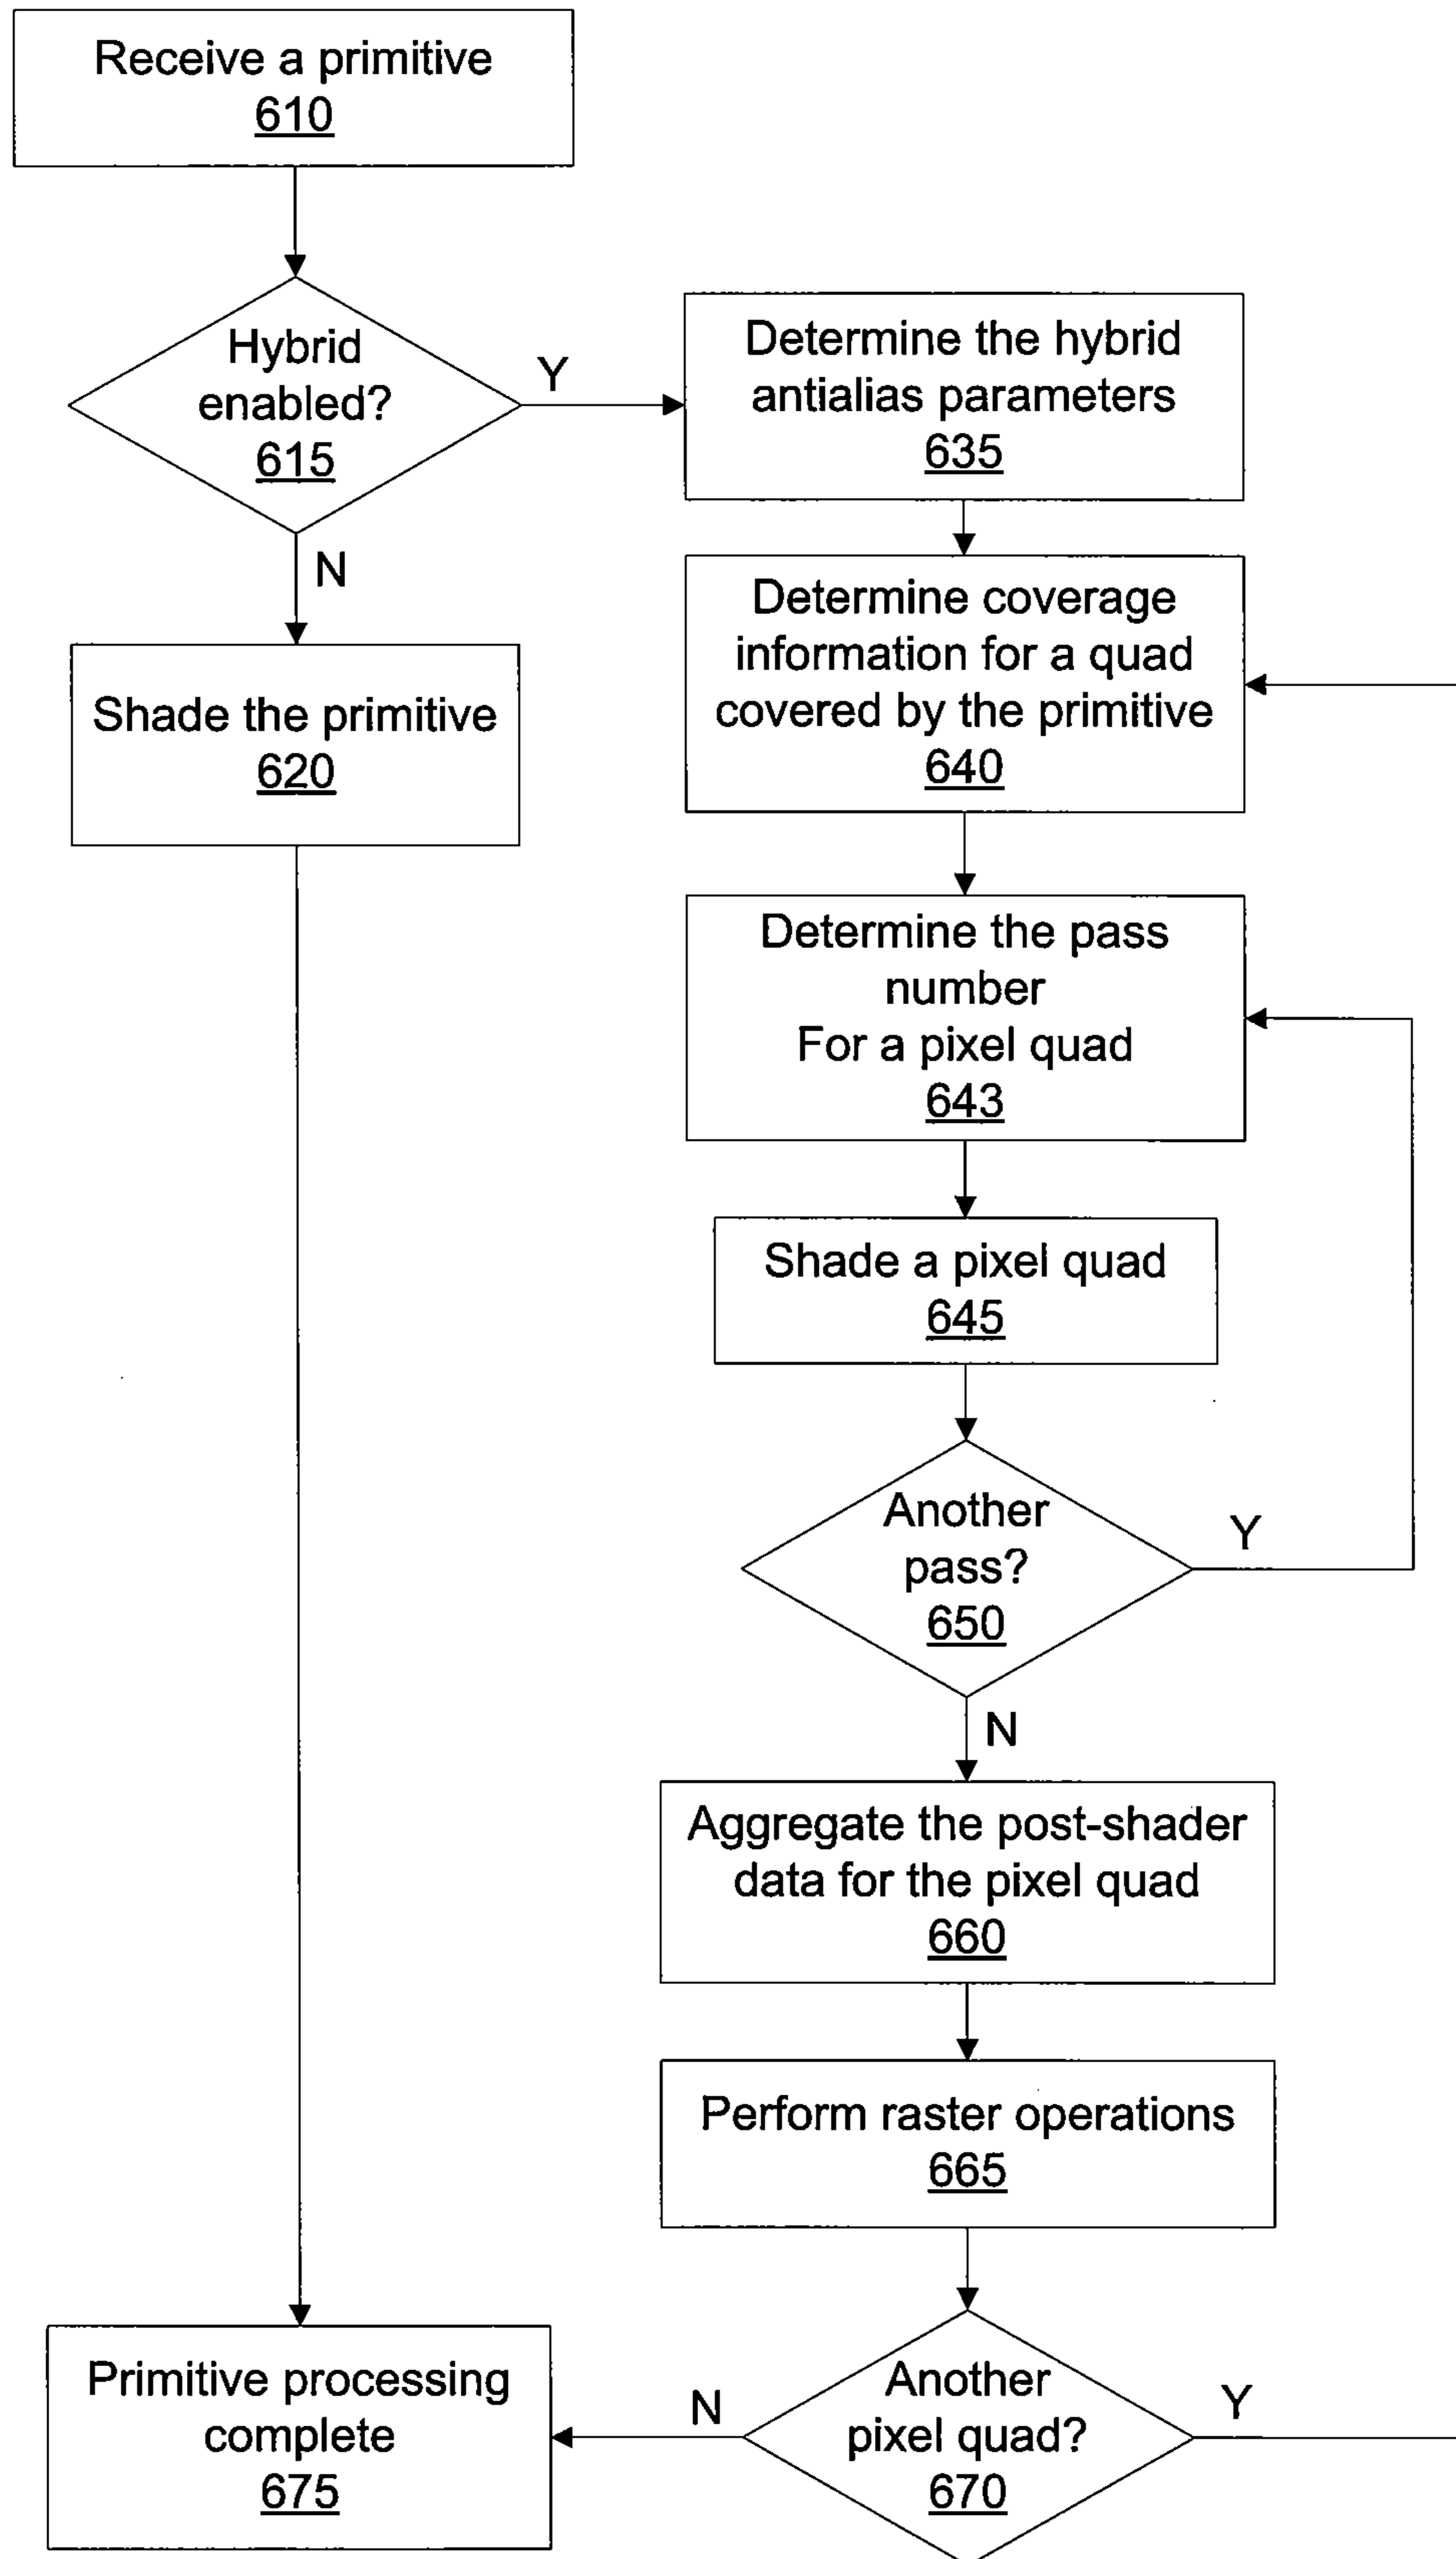 Receive a primitive
610
Hybrid
enabled?
615
Y
N
Shade the primitive
620
Determine the hybrid
antialias parameters
635
Determine coverage
information for a quad
covered by the primitive
640
Determine the pass
number
For a pixel quad
643
Shade a pixel quad
645
Another
pass?
650
Y
N
Aggregate the post-shader
data for the pixel quad
660
Perform raster operations
665
Another
pixel quad?
670
Y
N
Primitive processing
complete
675